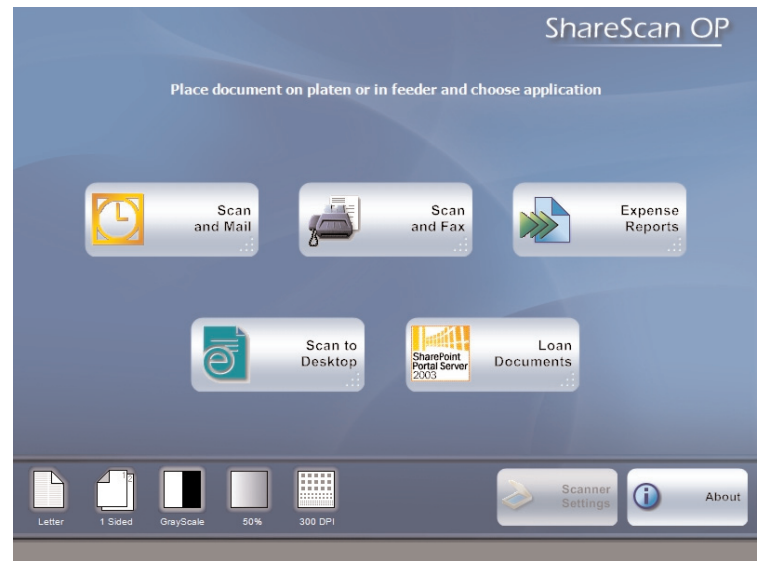 ShareScan OP
Place document on platen or in feeder and choose application
Scan
and Mail
Scan
and Fax
Expense
Reports
Scan to
Desktop
SharePoint
Portal Server
2003
Loan
Documents
1 2
Letter
1 Sided
GrayScale
50%
300 DPI
Scanner
Settings
About